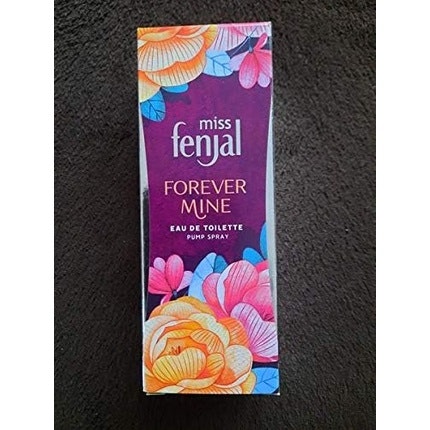 miss
fenjal
FOREVER
MINE
EAU DE TOILETTE
PUMP SPRAY